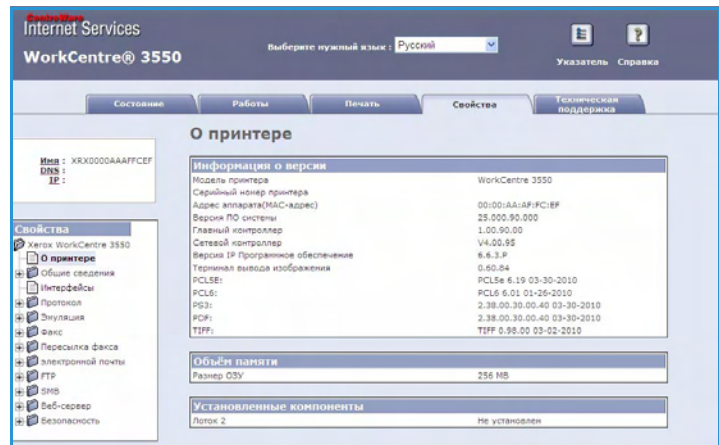 CentreWare
Internet Services
WorkCentre® 3550
Выберите нужный язык : Русский
Указатель Справка
Состояние Работы Печать Свойства Техническая поддержка
О принтере
Имя : XRX0000AAAFFCEF
DNS :
IP :
Информация о версии
Модель принтера WorkCentre 3550
Серийный номер принтера
Адрес аппарата(MAC-адрес) 00:00:AA:AF:FC:EF
Версия ПО системы 25.000.90.000
Главный контроллер 1.00.90.00
Сетевой контроллер V4.00.95
Версия IP Программное обеспечение 6.6.3.P
Терминал вывода изображения 0.60.84
PCL5E: PCL5e 6.19 03-30-2010
PCL6: PCL6 6.01 01-26-2010
PS3: 2.38.00.30.00.40 03-30-2010
PDF: 2.38.00.30.00.40 03-30-2010
TIFF: TIFF 0.98.00 03-02-2010
Объём памяти
Размер ОЗУ 256 MB
Установленные компоненты
Лоток 2 Не установлен
Свойства
Xerox WorkCentre 3550
О принтере
Общие сведения
Интерфейсы
Протокол
Эмуляция
Факс
Пересылка факса
электронной почты
FTP
SMB
Веб-сервер
Безопасность